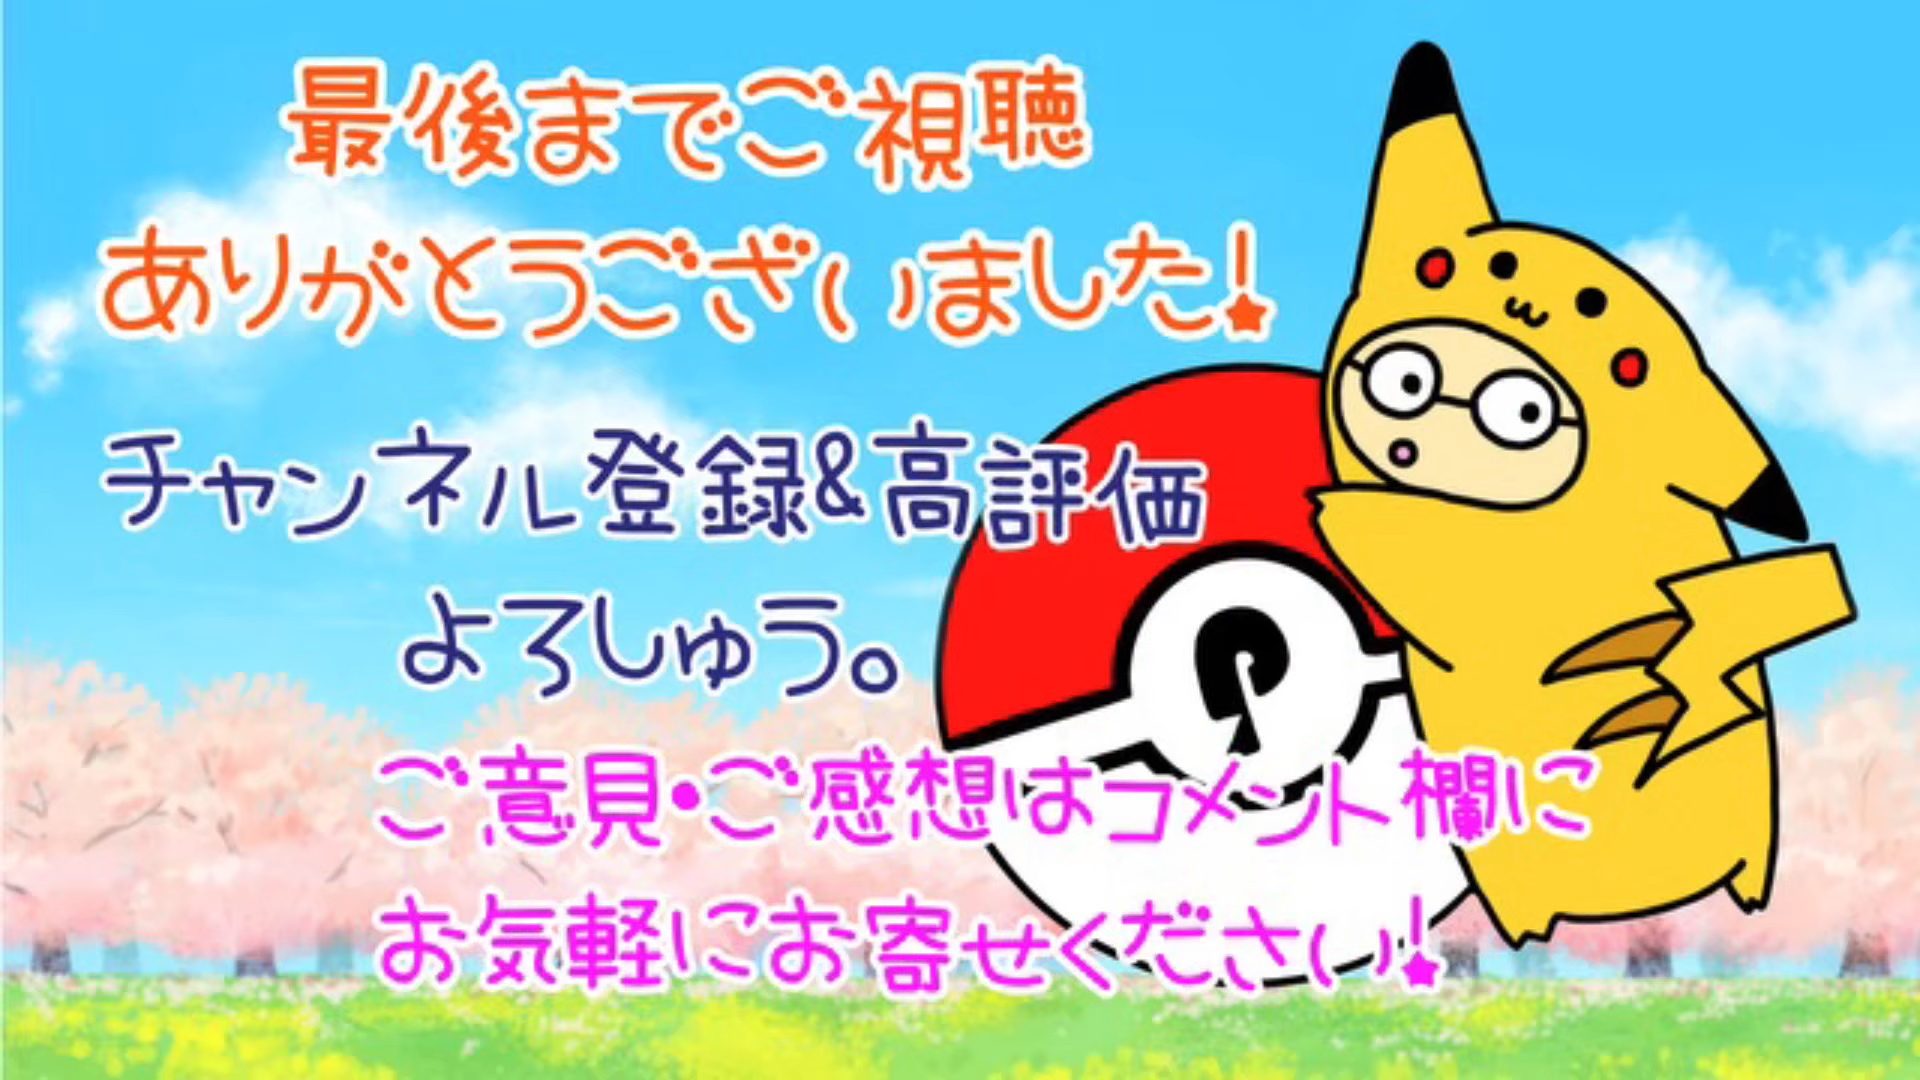 最後までご視聴
ありがとうございました!
チャンネル登録&高評価
よろしゅう。
ご意見・ご感想はコメント欄に
お気軽にお寄せください!